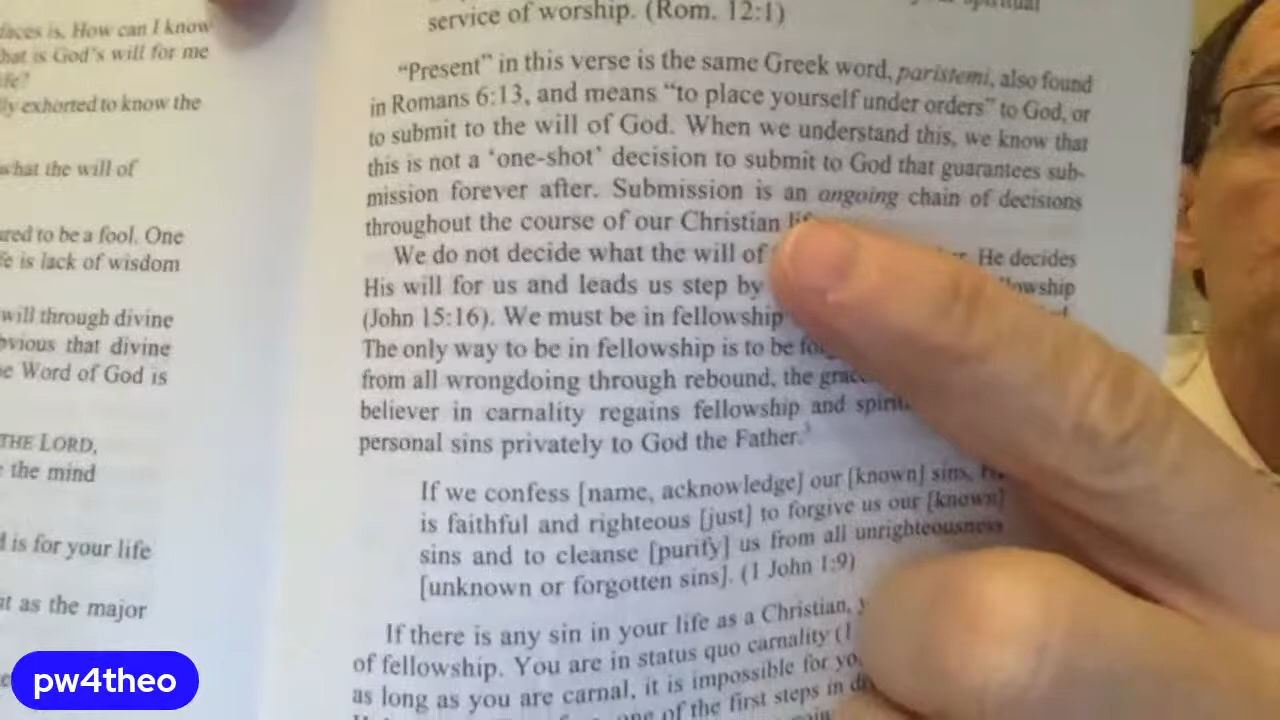 faces is. How can I know
hat is God's will for me
ife?
ly exhorted to know the
what the will of
ured to be a fool. One
fe is lack of wisdom
will through divine
bvious that divine
he Word of God is
THE LORD,
the mind
d is for your life
at as the major
service of worship. (Rom. 12:1)
“Present” in this verse is the same Greek word, paristemi, also found
in Romans 6:13, and means “to place yourself under orders” to God, or
to submit to the will of God. When we understand this, we know that
this is not a ‘one-shot’ decision to submit to God that guarantees sub-
mission forever after. Submission is an ongoing chain of decisions
throughout the course of our Christian
We do not decide what the will of He decides
His will for us and leads us step by
(John 15:16). We must be in fellowship
The only way to be in fellowship is to be
from all wrongdoing through rebound, the
believer in carnality regains fellowship and
personal sins privately to God the Father.³
If we confess [name, acknowledge] our [known] sins,
is faithful and righteous [just] to forgive us our [known]
sins and to cleanse [purify] us from all unrighteousness
[unknown or forgotten sins]. (1 John 1:9)
If there is any sin in your life as a Christian,
of fellowship. You are in status quo carnality (1
as long as you are carnal, it is impossible for
one of the first steps in
pw4theo